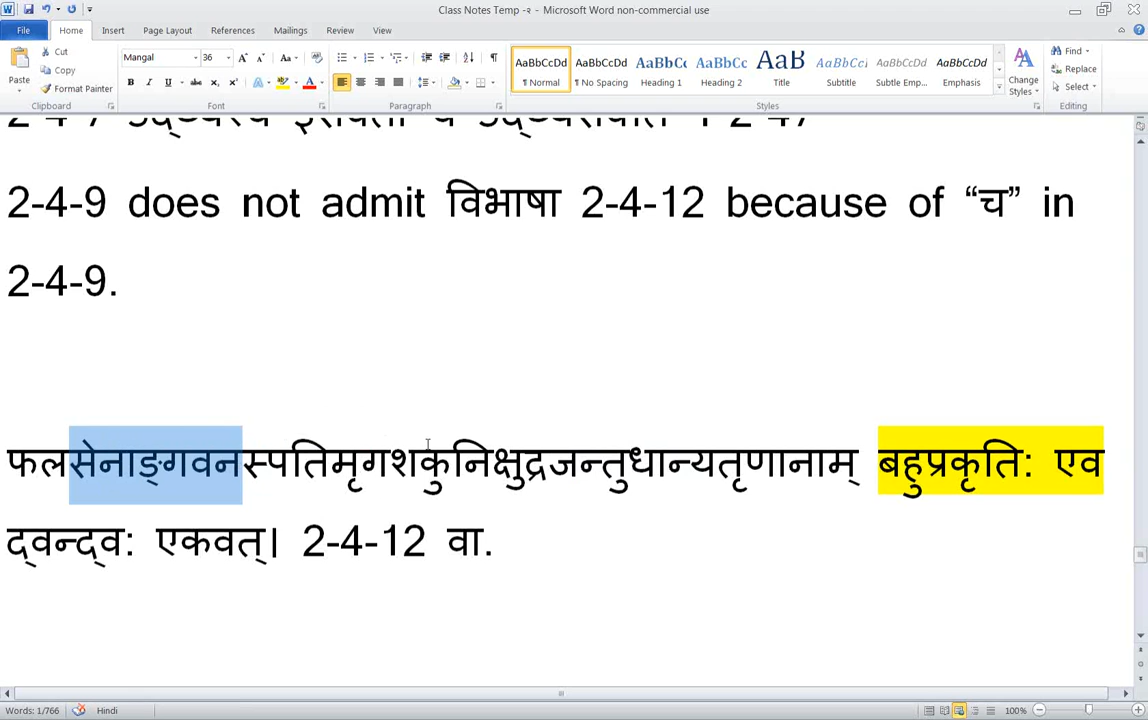 Class Notes Temp -२ - Microsoft Word non-commercial use
File Home Insert Page Layout References Mailings Review View
Cut
Copy
Format Painter
Paste
Clipboard
Mangal 36
Font
Paragraph
AaBbCcDd AaBbCcDd AaBbCc AaBbCc AaB AaBbCc AaBbCcDd AaBbCcDd
¶ Normal ¶ No Spacing Heading 1 Heading 2 Title Subtitle Subtle Emp... Emphasis
Styles
Change Styles
Find
Replace
Select
Editing
2-4-9 does not admit विभाषा 2-4-12 because of “च” in
2-4-9.
फलसेनाङ्गवनस्पतिमृगशकुनिक्षुद्रजन्तुधान्यतृणानाम् बहुप्रकृति: एव
द्वन्द्व: एकवत्। 2-4-12 वा.
Words: 1/766 Hindi 100%